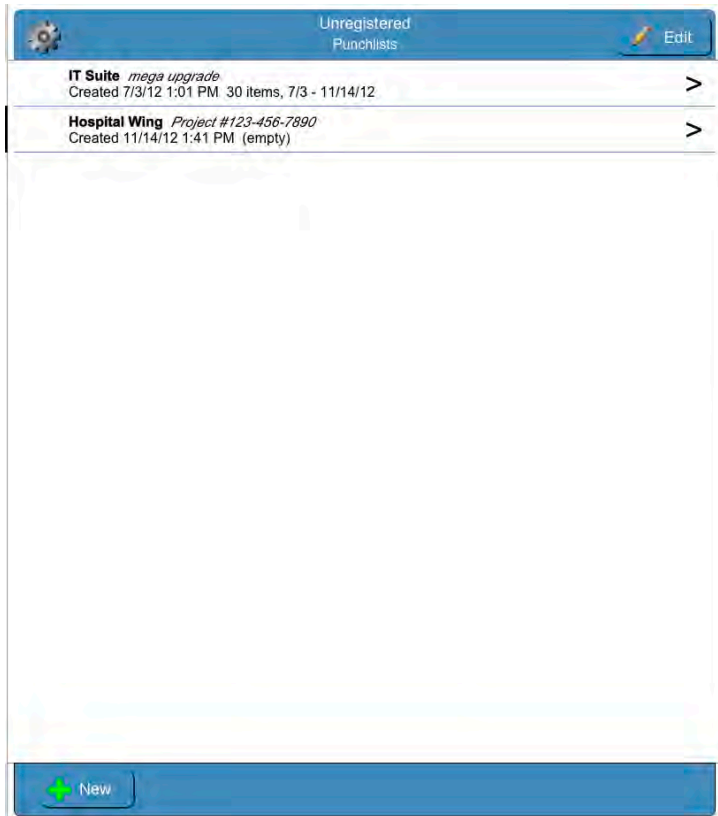 Unregistered
Punchlists
Edit
IT Suite mega upgrade
Created 7/3/12 1:01 PM 30 items, 7/3 - 11/14/12
>
Hospital Wing Project #123-456-7890
Created 11/14/12 1:41 PM (empty)
>
New